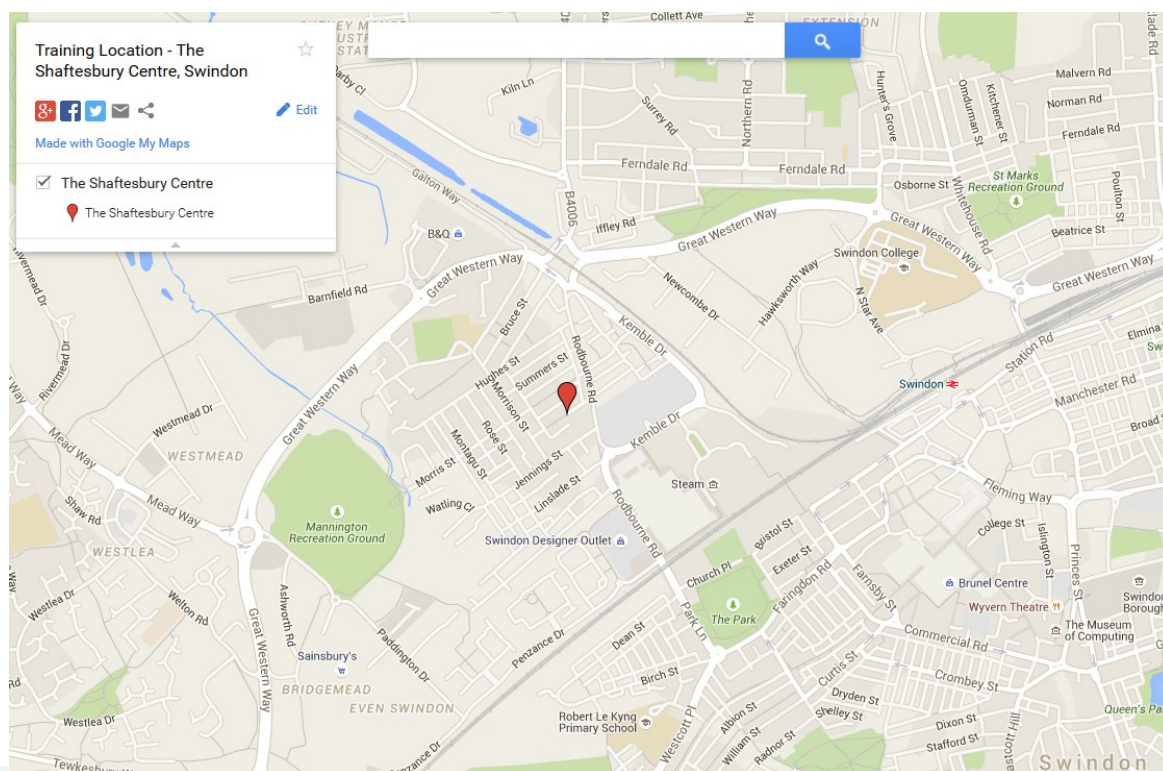 Training Location - The
Shaftesbury Centre, Swindon
Edit
Made with Google My Maps
The Shaftesbury Centre
The Shaftesbury Centre
Collett Ave
EXTENSION
Darby Cl
Kiln Ln
Surrey Rd
Northern Rd
Hunter's Grove
Omdurman St
Kitchener St
Malvern Rd
Norman Rd
Ferndale Rd
Ferndale Rd
Ferndale Rd
Galton Way
B4006
Osborne St
St Marks
Recreation Ground
Whitehouse Rd
Poulton St
Iffley Rd
Great Western Way
Great Western Way
Beatrice St
B&Q
Great Western Way
Swindon College
Great Western Way
Rivermead Dr
Barnfield Rd
Newcombe Dr
Hawksworth Way
N Star Ave
Bruce St
Kemble Dr
Rodbourne Rd
Station Rd
Elmina
Rivermead Dr
Hughes St
Summers St
Great Western Way
Swindon
Manchester Rd
Westmead Dr
Morrison St
Broad
Mead Way
WESTMEAD
Rose St
Kemble Dr
Montagu St
Morris St
Jennings St
Linslade St
Steam
Fleming Way
Mead Way
Shaw Rd
Watling Cl
Rodbourne Rd
Mannington
Recreation Ground
Bristol St
College St
Islington St
Princes St
WESTLEA
Swindon Designer Outlet
Exeter St
Church Pl
Faringdon Rd
Farnsby St
Brunel Centre
Swindon
Borough
Westlea Dr
Welton Rd
Ashworth Rd
The Park
Wyvern Theatre
The Museum
of Computing
Great Western Way
Paddington Dr
Penzance Dr
Dean St
Park Ln
Commercial Rd
Sainsbury's
Birch St
Curtis St
Crombey St
BRIDGEMEAD
EVEN SWINDON
Dryden St
Queen's Pa
Westlea Dr
Robert Le Kyng
Primary School
Westcott Pl
Albion St
Shelley St
Dixon St
William St
Radnor St
Stafford St
Penzance Dr
Swindon